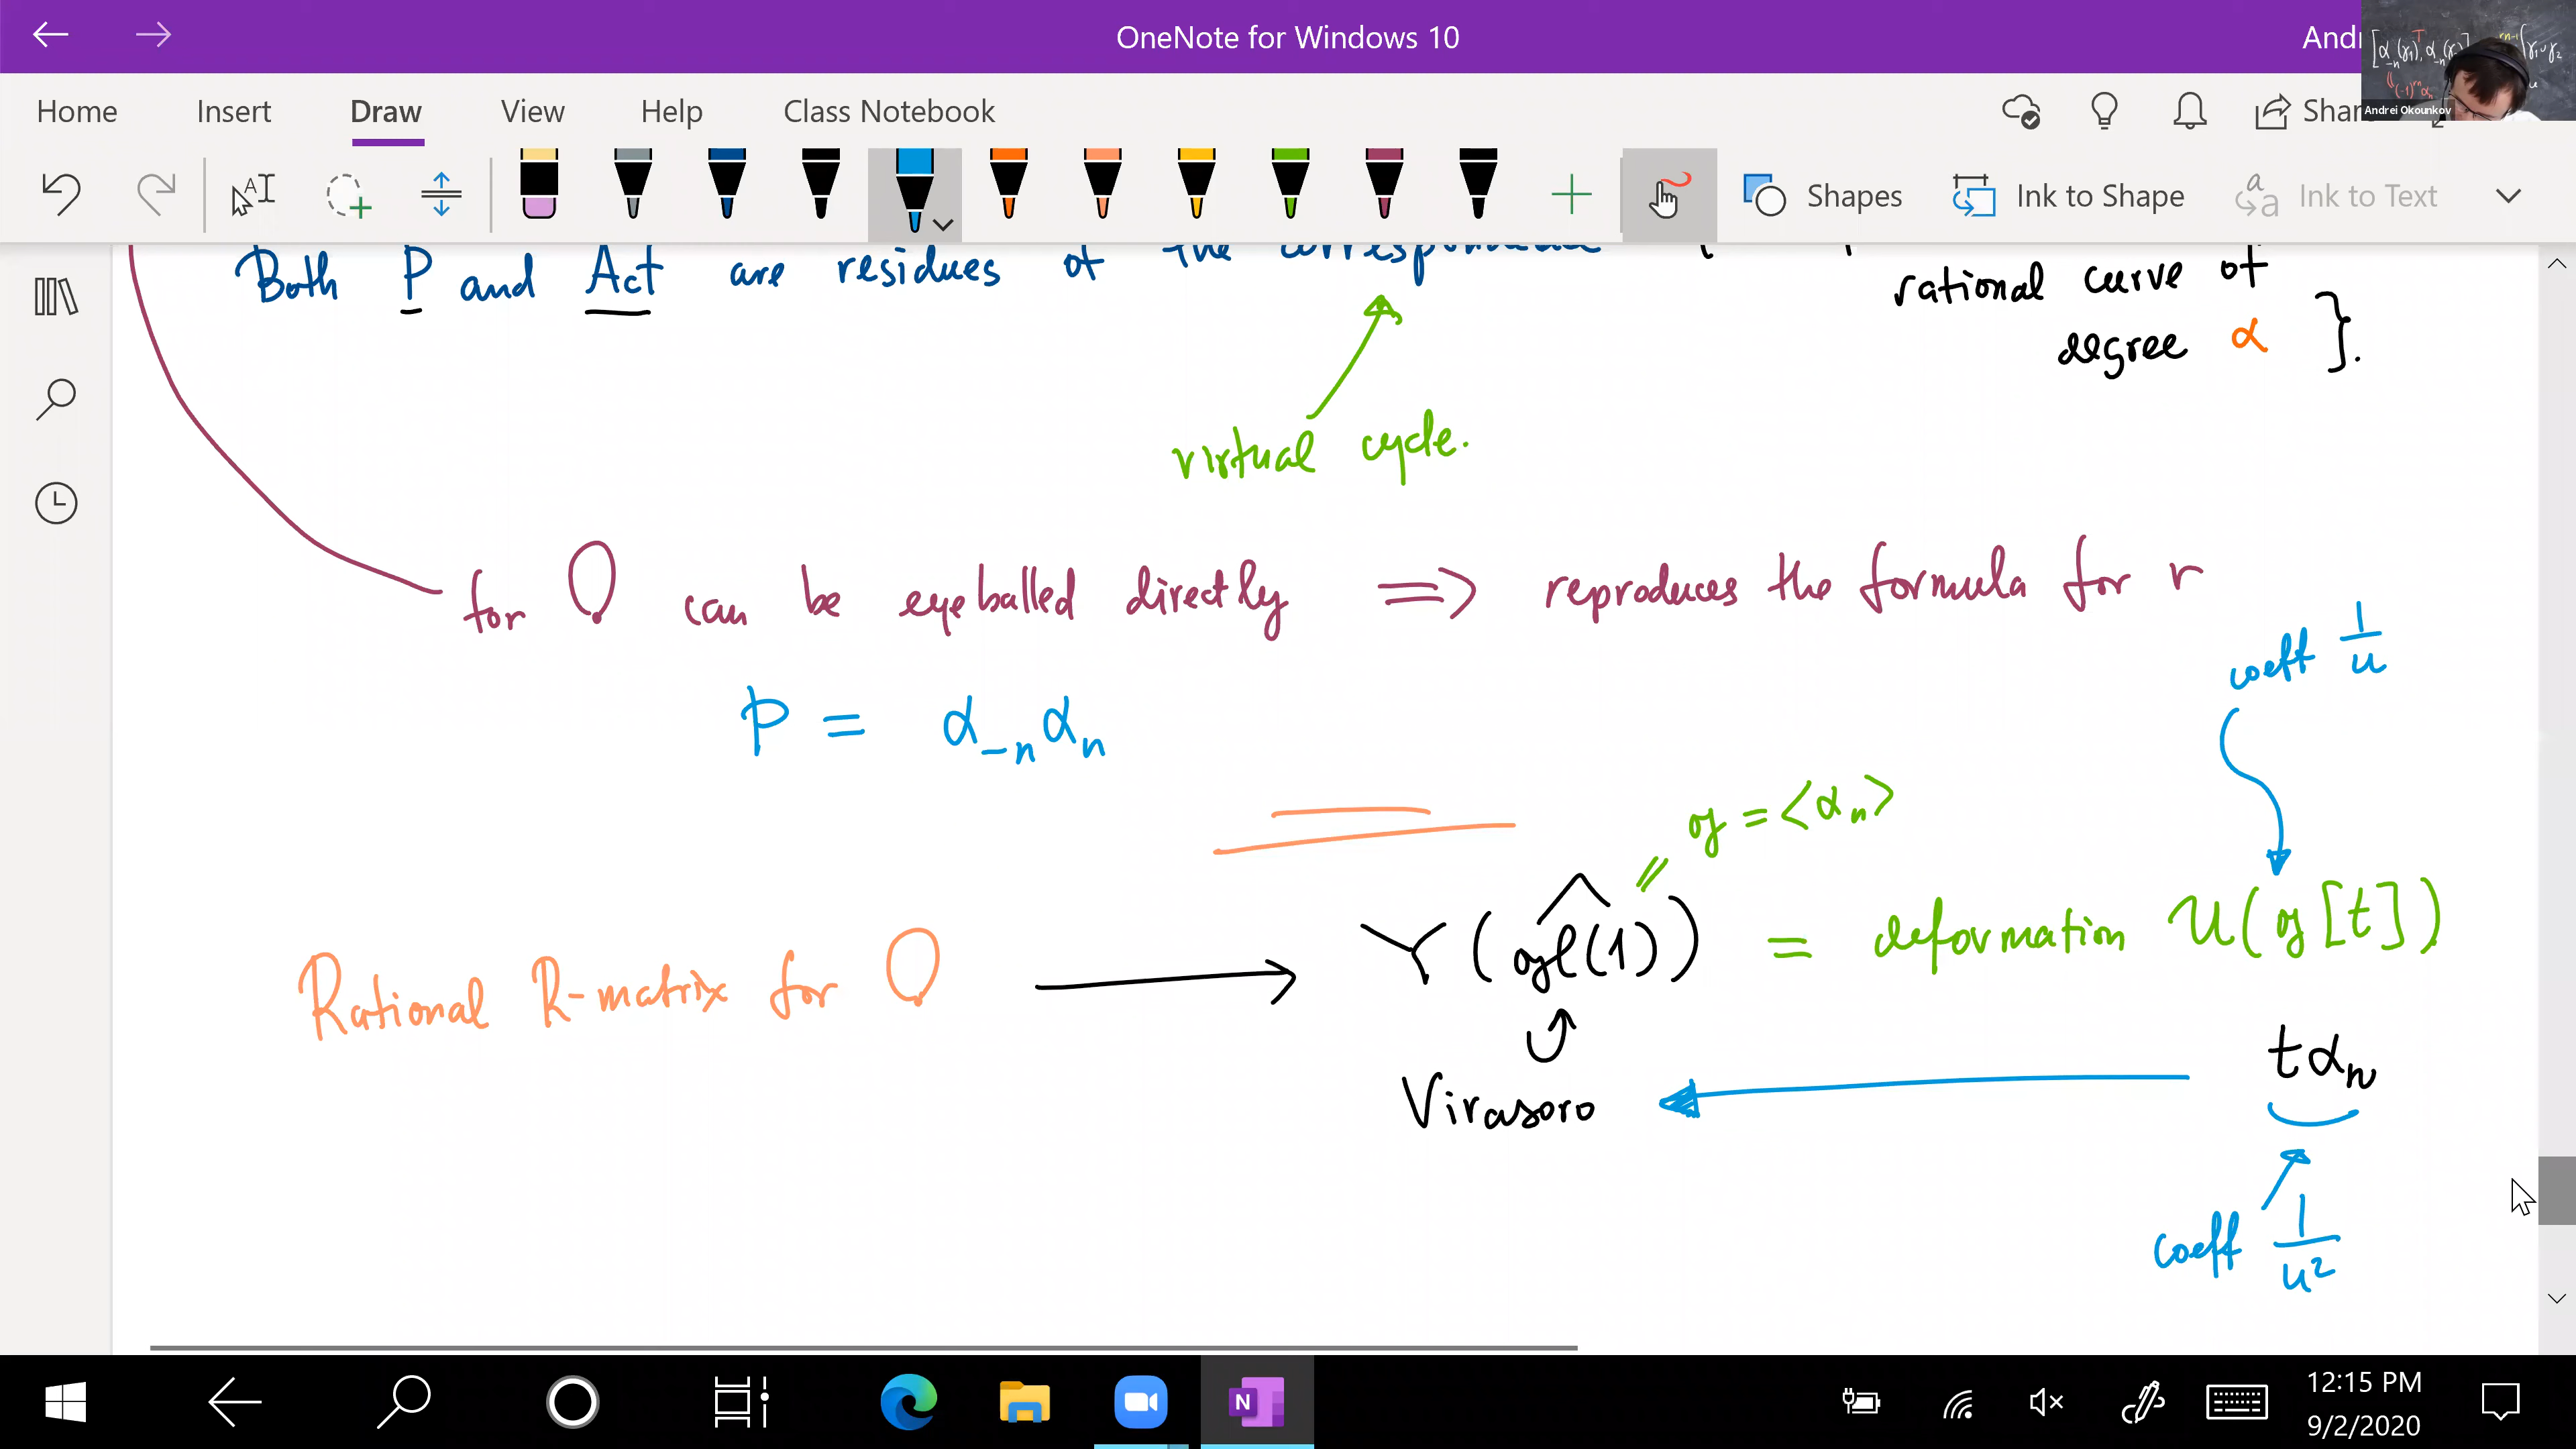 OneNote for Windows 10
Andrei Okounkov
Home Insert Draw View Help Class Notebook
Shapes Ink to Shape Ink to Text
Both P and Act are residues of the
rational curve of
degree α }.
virtual cycle.
for can be eyeballed directly ⟹ reproduces the formula for r
coeff 1/u
P = α_{-n} α_n
𝔤 = <α_n>
Rational R-matrix for → Y(\widehat{𝔤𝔩}(1)) = deformation U(𝔤[t])
tα_n
Virasoro
coeff 1/u²
12:15 PM
9/2/2020